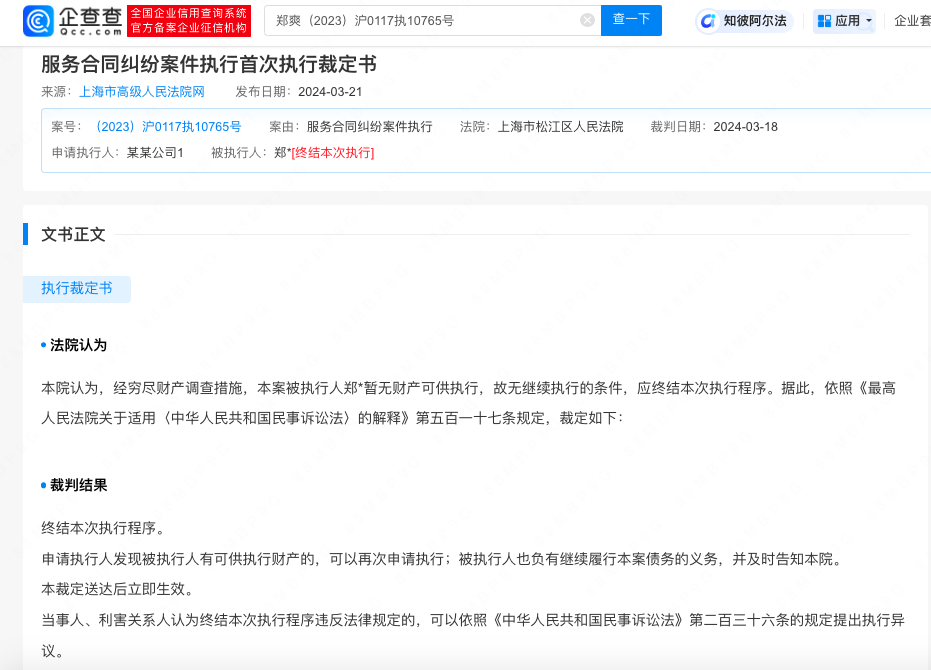 企查查
Qcc.com
全国企业信用查询系统
官方备案企业征信机构
郑爽（2023）沪0117执10765号
查一下
知彼阿尔法
应用
企业套
服务合同纠纷案件执行首次执行裁定书
来源：上海市高级人民法院网 发布日期：2024-03-21
案号：（2023）沪0117执10765号 案由：服务合同纠纷案件执行 法院：上海市松江区人民法院 裁判日期：2024-03-18
申请执行人：某某公司1 被执行人：郑*[终结本次执行]
文书正文
执行裁定书
法院认为
本院认为，经穷尽财产调查措施，本案被执行人郑*暂无财产可供执行，故无继续执行的条件，应终结本次执行程序。据此，依照《最高
人民法院关于适用〈中华人民共和国民事诉讼法〉的解释》第五百一十七条规定，裁定如下：
裁判结果
终结本次执行程序。
申请执行人发现被执行人有可供执行财产的，可以再次申请执行；被执行人也负有继续履行本案债务的义务，并及时告知本院。
本裁定送达后立即生效。
当事人、利害关系人认为终结本次执行程序违反法律规定的，可以依照《中华人民共和国民事诉讼法》第二百三十六条的规定提出执行异
议。